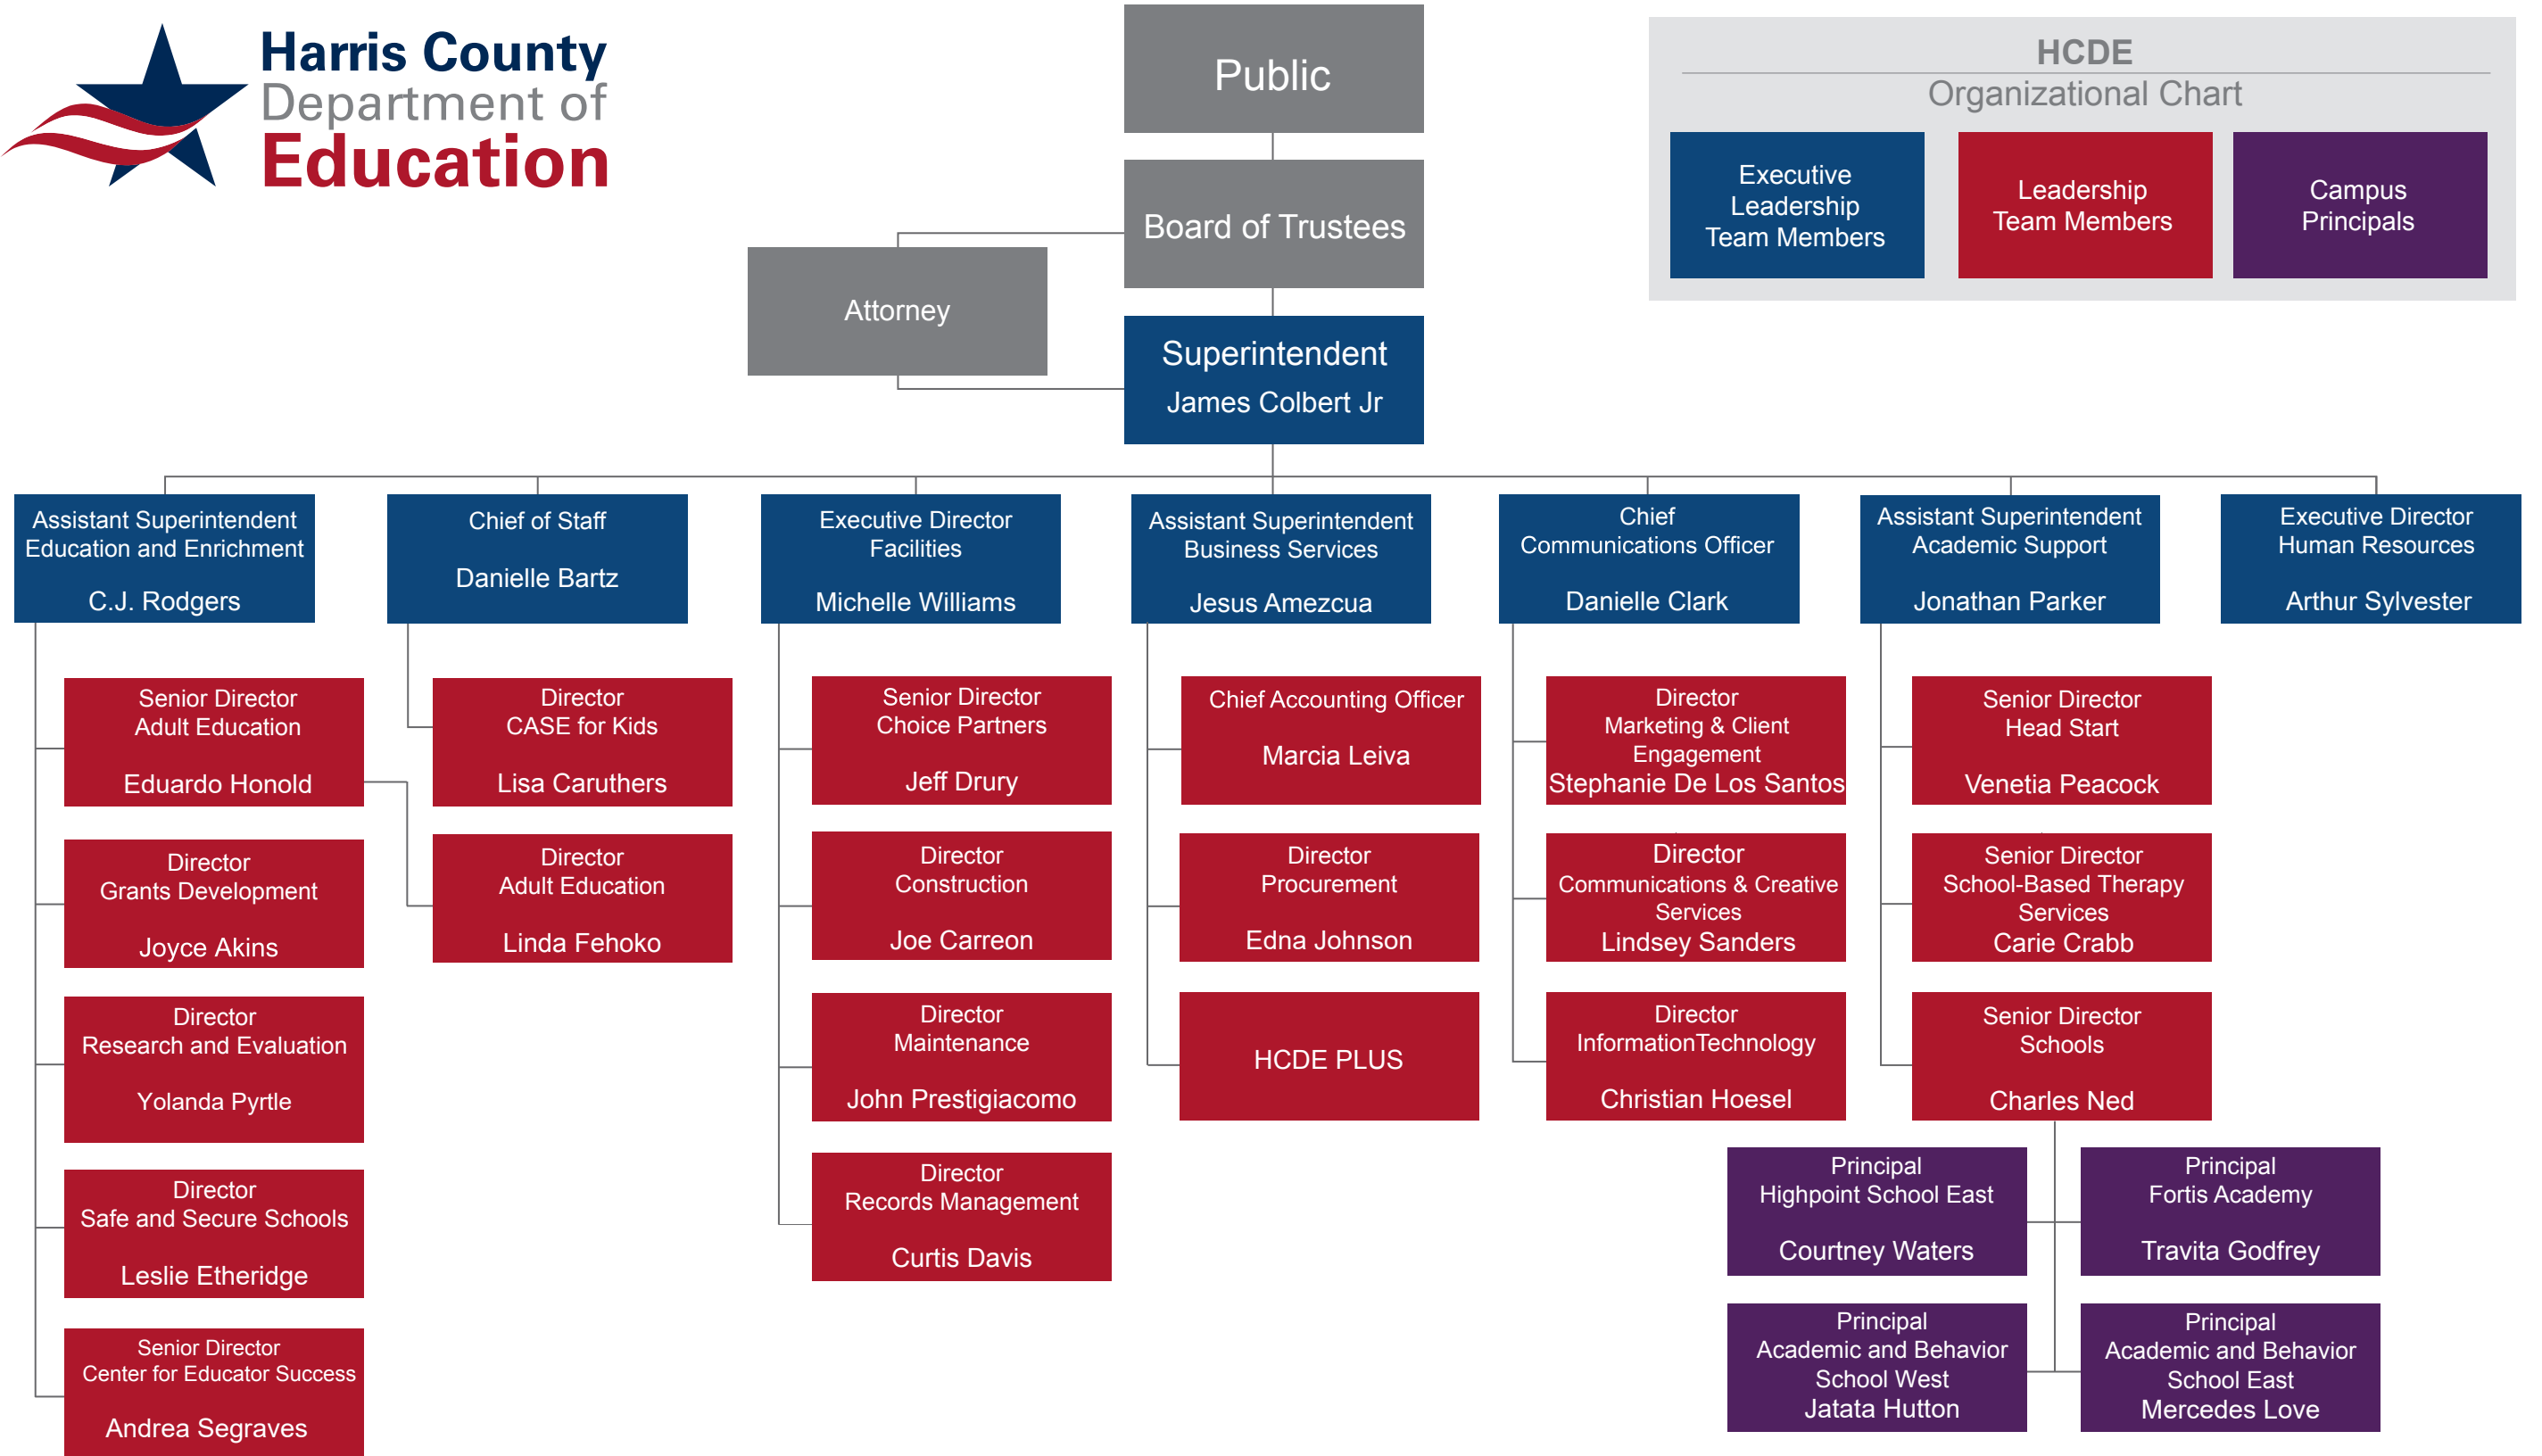 Harris County
Department of
Education
Public
Board of Trustees
Attorney
Superintendent
James Colbert Jr
HCDE
Organizational Chart
Executive
Leadership
Team Members
Leadership
Team Members
Campus
Principals
Assistant Superintendent
Education and Enrichment
C.J. Rodgers
Chief of Staff
Danielle Bartz
Executive Director
Facilities
Michelle Williams
Assistant Superintendent
Business Services
Jesus Amezcua
Chief
Communications Officer
Danielle Clark
Assistant Superintendent
Academic Support
Jonathan Parker
Executive Director
Human Resources
Arthur Sylvester
Senior Director
Adult Education
Eduardo Honold
Director
Grants Development
Joyce Akins
Director
Research and Evaluation
Yolanda Pyrtle
Director
Safe and Secure Schools
Leslie Etheridge
Senior Director
Center for Educator Success
Andrea Segraves
Director
CASE for Kids
Lisa Caruthers
Director
Adult Education
Linda Fehoko
Senior Director
Choice Partners
Jeff Drury
Director
Construction
Joe Carreon
Director
Maintenance
John Prestigiacomo
Director
Records Management
Curtis Davis
Chief Accounting Officer
Marcia Leiva
Director
Procurement
Edna Johnson
HCDE PLUS
Director
Marketing & Client
Engagement
Stephanie De Los Santos
Director
Communications & Creative
Services
Lindsey Sanders
Director
InformationTechnology
Christian Hoesel
Senior Director
Head Start
Venetia Peacock
Senior Director
School-Based Therapy
Services
Carie Crabb
Senior Director
Schools
Charles Ned
Principal
Highpoint School East
Courtney Waters
Principal
Fortis Academy
Travita Godfrey
Principal
Academic and Behavior
School West
Jatata Hutton
Principal
Academic and Behavior
School East
Mercedes Love